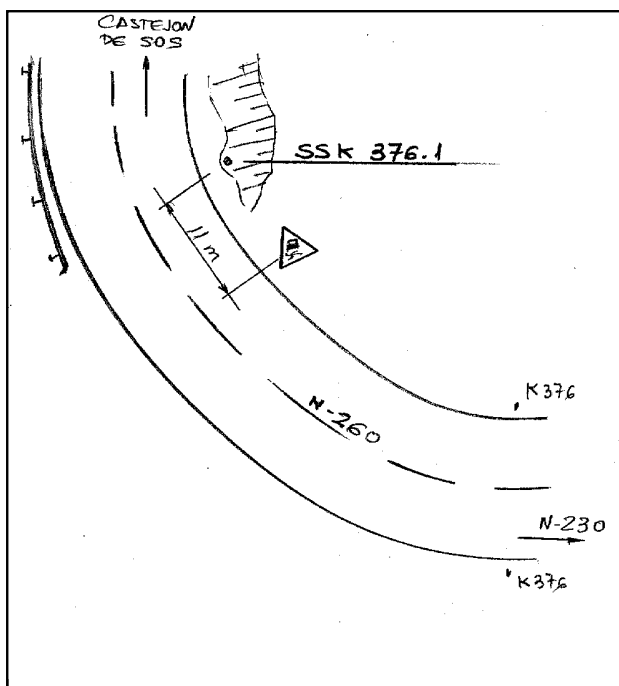 CASTEJON
DE SOS
SSK 376.1
11 m
K376
N-260
N-230
K376